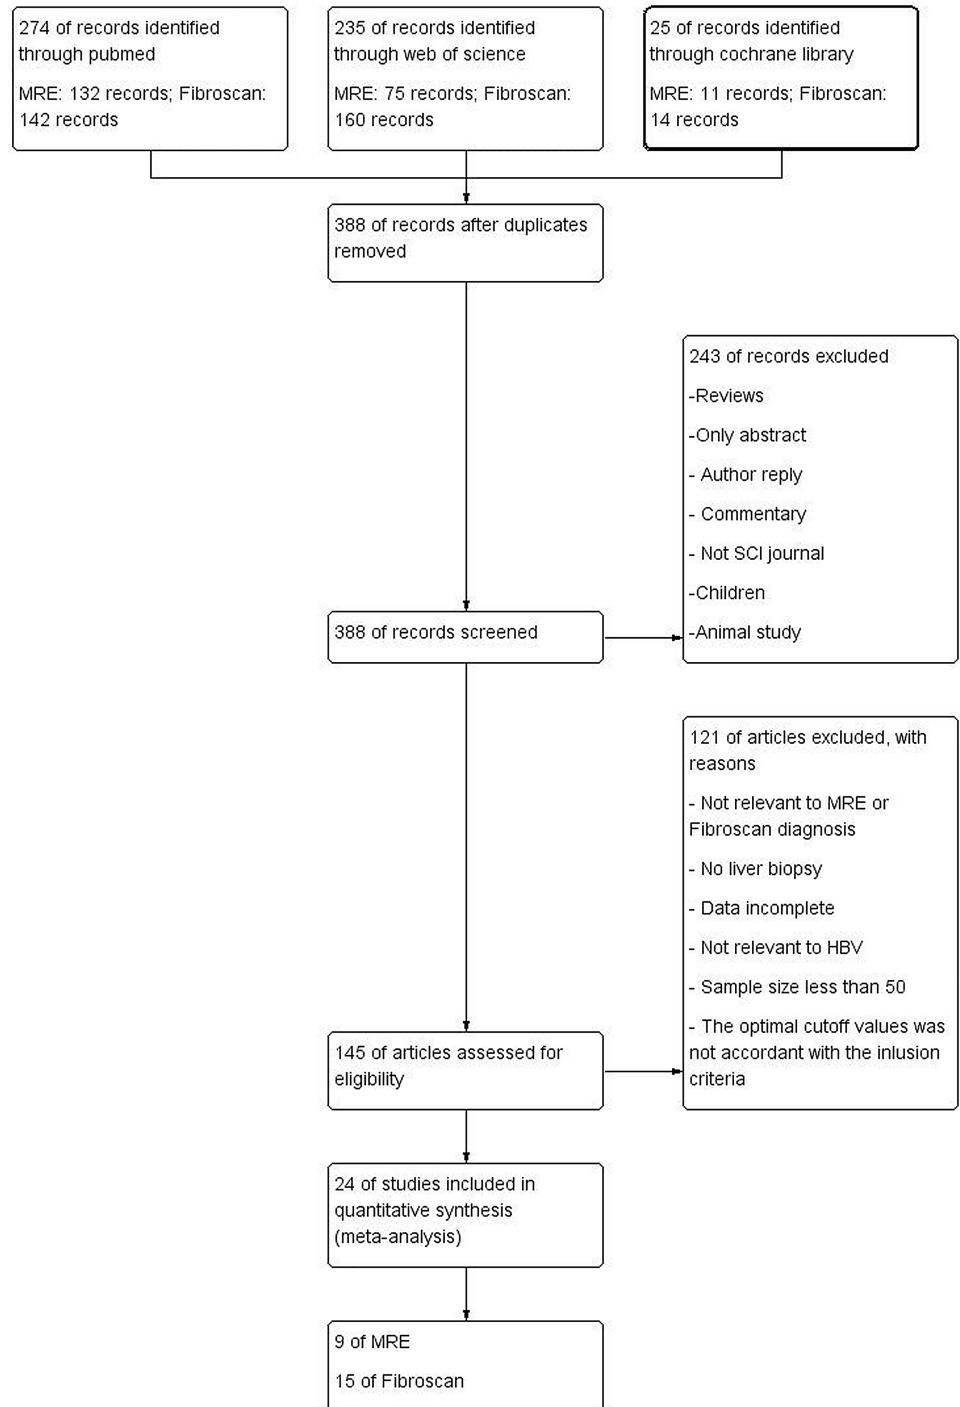 274 of records identified
through pubmed
MRE: 132 records; Fibroscan:
142 records
235 of records identified
through web of science
MRE: 75 records; Fibroscan:
160 records
25 of records identified
through cochrane library
MRE: 11 records; Fibroscan:
14 records
388 of records after duplicates
removed
243 of records excluded
-Reviews
-Only abstract
- Author reply
- Commentary
- Not SCI journal
-Children
-Animal study
388 of records screened
121 of articles excluded, with
reasons
- Not relevant to MRE or
Fibroscan diagnosis
- No liver biopsy
- Data incomplete
- Not relevant to HBV
- Sample size less than 50
- The optimal cutoff values was
not accordant with the inlusion
criteria
145 of articles assessed for
eligibility
24 of studies included in
quantitative synthesis
(meta-analysis)
9 of MRE
15 of Fibroscan